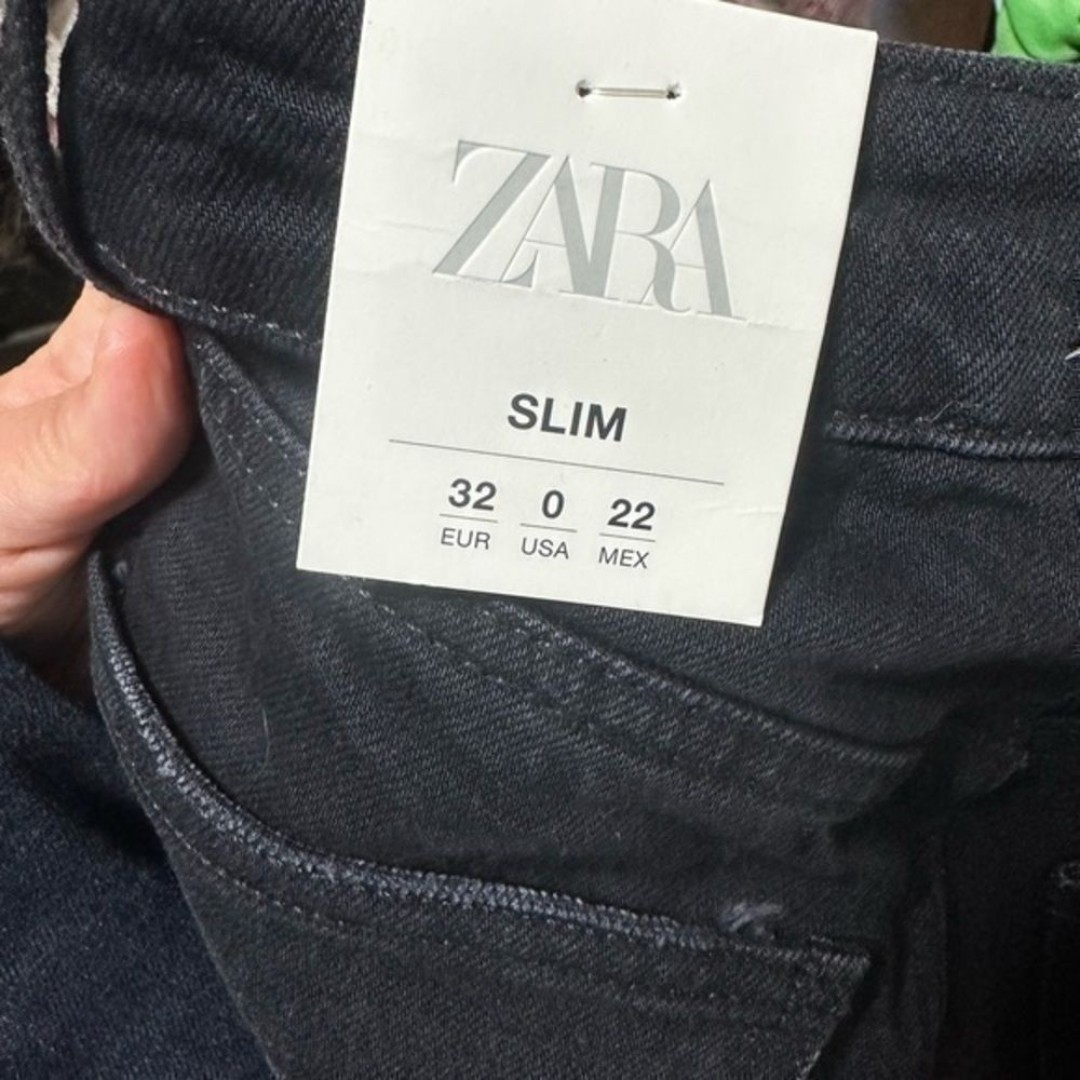 ZARA
SLIM
32 0 22
EUR USA MEX